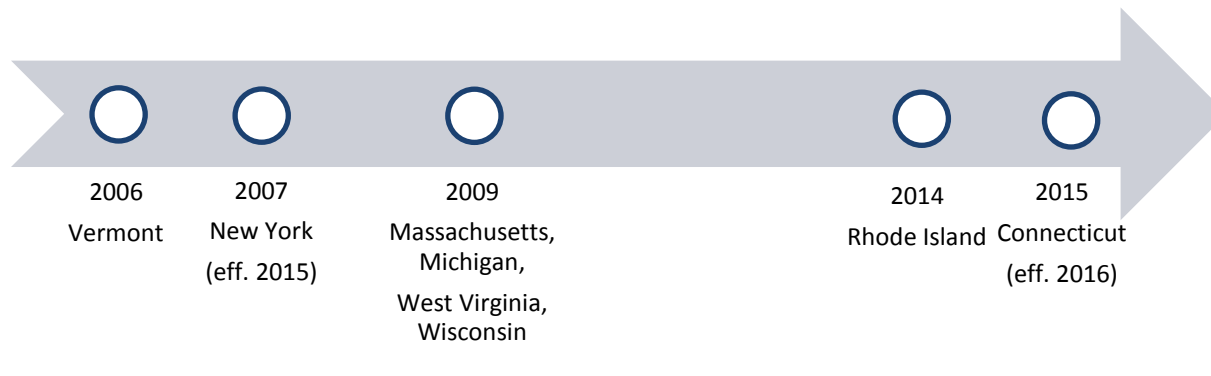 2006
Vermont
2007
New York
(eff. 2015)
2009
Massachusetts,
Michigan,
West Virginia,
Wisconsin
2014
Rhode Island
2015
Connecticut
(eff. 2016)